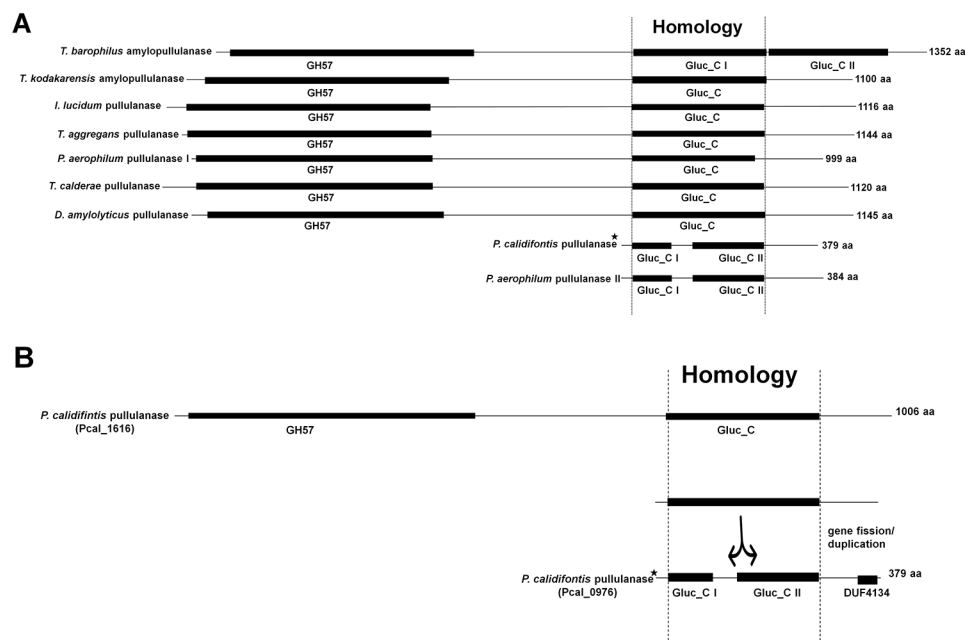 A
Homology
T. barophilus amylopullulanase
1352 aa
GH57
Gluc_C I
Gluc_C II
T. kodakarensis amylopullulanase
1100 aa
GH57
Gluc_C
I. lucidum pullulanase
1116 aa
GH57
Gluc_C
T. aggregans pullulanase
1144 aa
GH57
Gluc_C
P. aerophilum pullulanase I
999 aa
GH57
Gluc_C
T. calderae pullulanase
1120 aa
GH57
Gluc_C
D. amylolyticus pullulanase
1145 aa
GH57
Gluc_C
P. calidifontis pullulanase*
379 aa
Gluc_C I
Gluc_C II
P. aerophilum pullulanase II
384 aa
Gluc_C I
Gluc_C II
B
Homology
P. calidifintis pullulanase
(Pcal_1616)
1006 aa
GH57
Gluc_C
gene fission/
duplication
P. calidifontis pullulanase*
(Pcal_0976)
379 aa
Gluc_C I
Gluc_C II
DUF4134